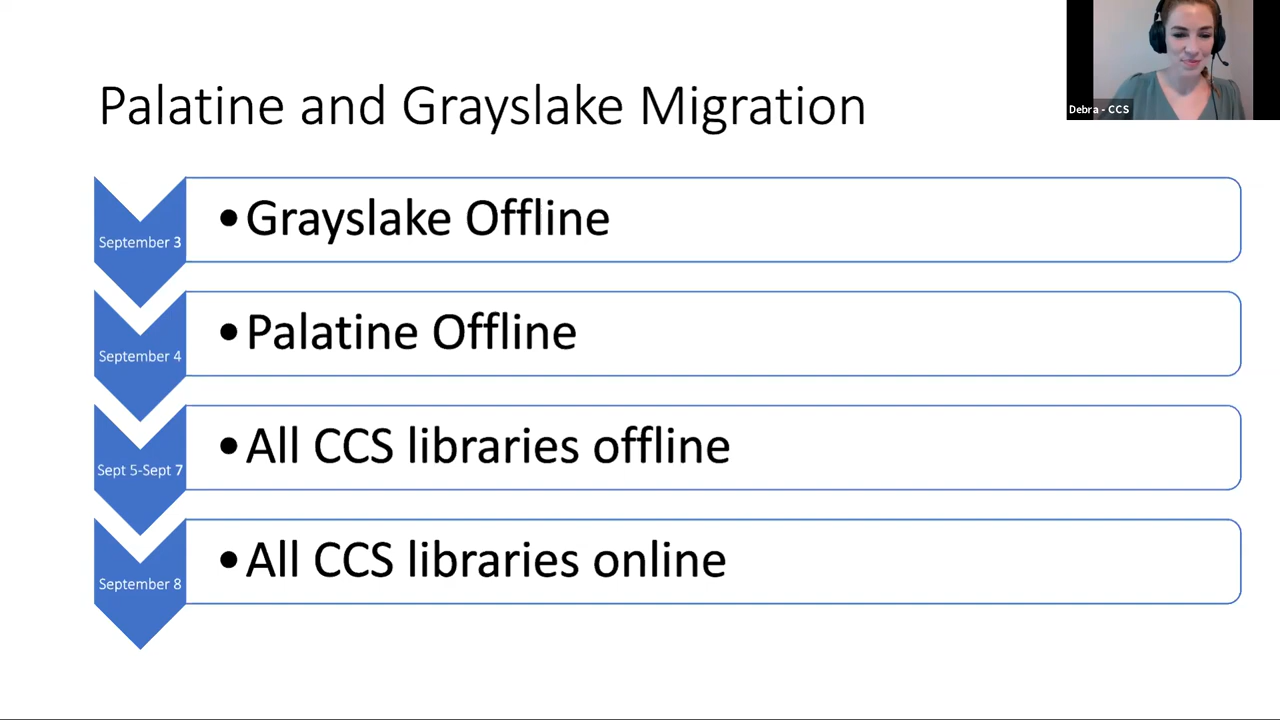 Palatine and Grayslake Migration
Debra - CCS
September 3
•Grayslake Offline
September 4
•Palatine Offline
Sept 5-Sept 7
•All CCS libraries offline
September 8
•All CCS libraries online